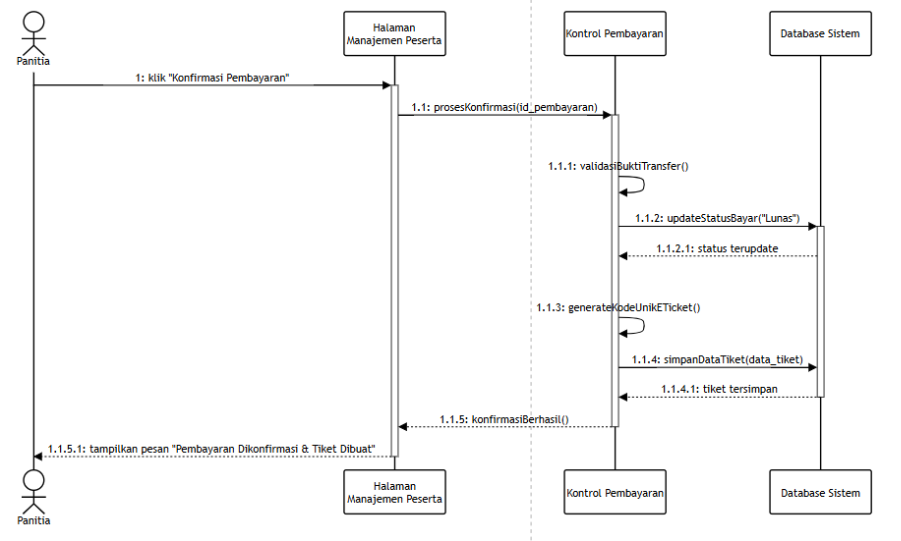 Panitia
Halaman
Manajemen Peserta
Kontrol Pembayaran
Database Sistem
1: klik "Konfirmasi Pembayaran"
1.1: prosesKonfirmasi(id_pembayaran)
1.1.1: validasiBuktiTransfer()
1.1.2: updateStatusBayar("Lunas")
1.1.2.1: status terupdate
1.1.3: generateKodeUnikETicket()
1.1.4: simpanDataTiket(data_tiket)
1.1.4.1: tiket tersimpan
1.1.5: konfirmasiBerhasil()
1.1.5.1: tampilkan pesan "Pembayaran Dikonfirmasi & Tiket Dibuat"
Panitia
Halaman
Manajemen Peserta
Kontrol Pembayaran
Database Sistem